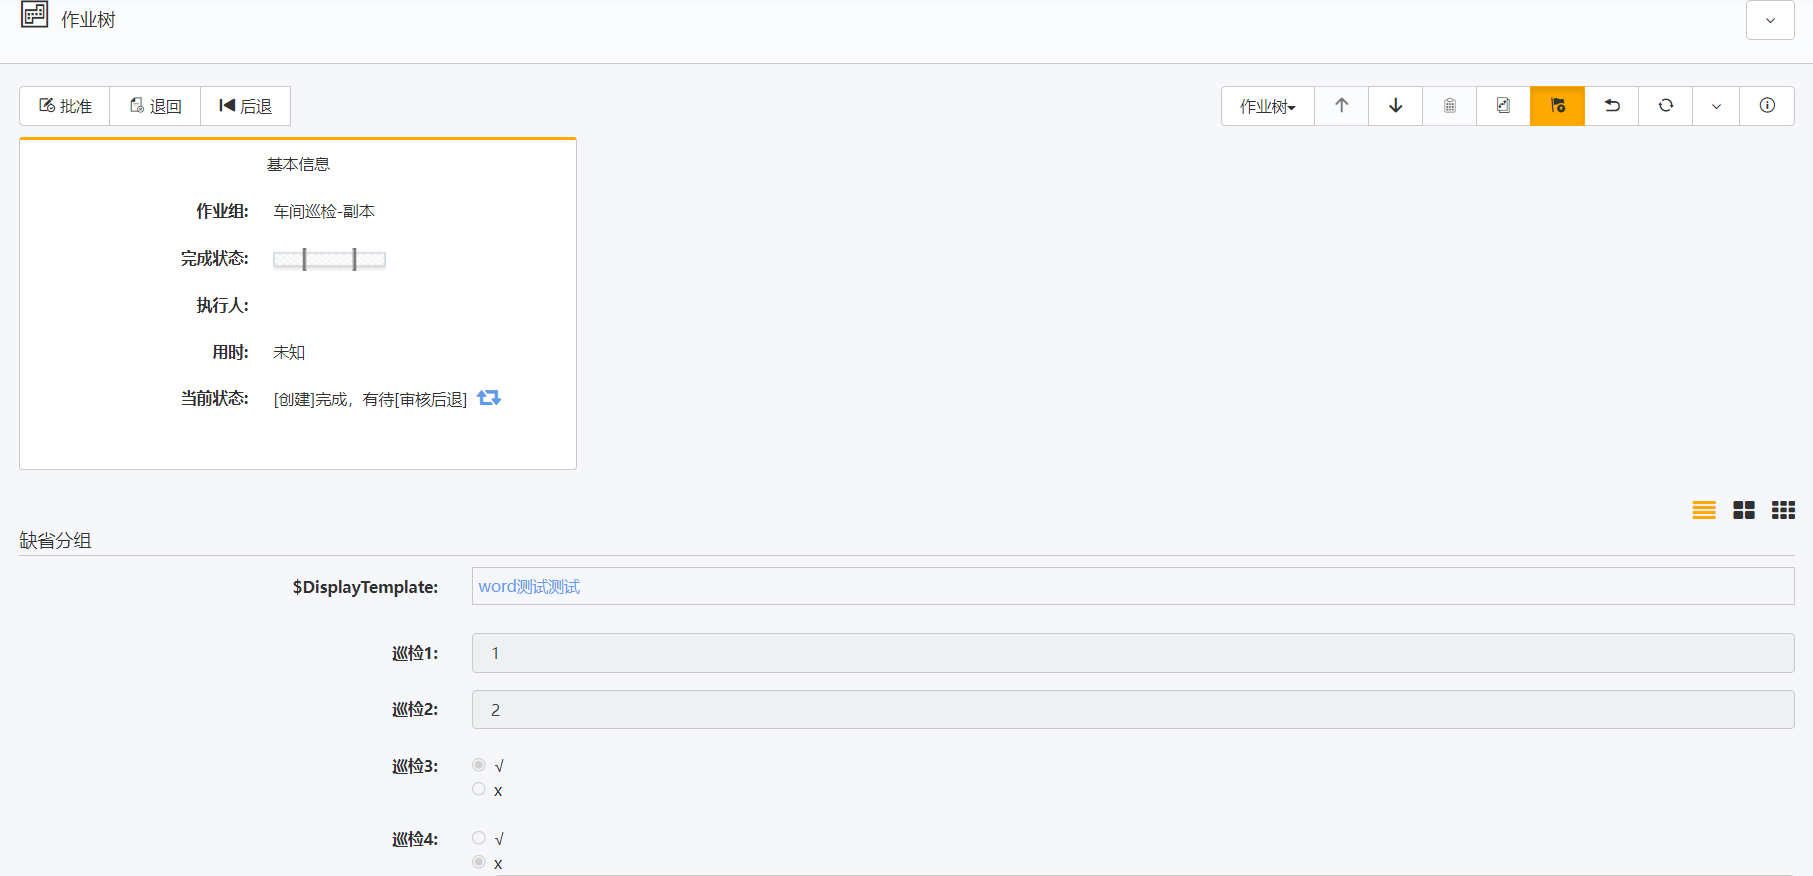 作业树
批准 退回 后退 作业树
基本信息
作业组: 车间巡检-副本
完成状态:
执行人:
用时: 未知
当前状态: [创建]完成，有待[审核后退]
缺省分组
$DisplayTemplate: word测试测试
巡检1: 1
巡检2: 2
巡检3: √
x
巡检4: √
x